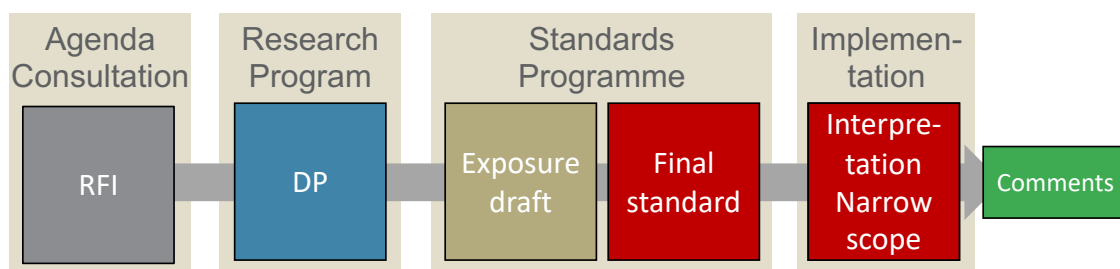 Agenda
Consultation
RFI
Research
Program
DP
Standards
Programme
Exposure
draft
Final
standard
Implemen-
tation
Interpre-
tation
Narrow
scope
Comments